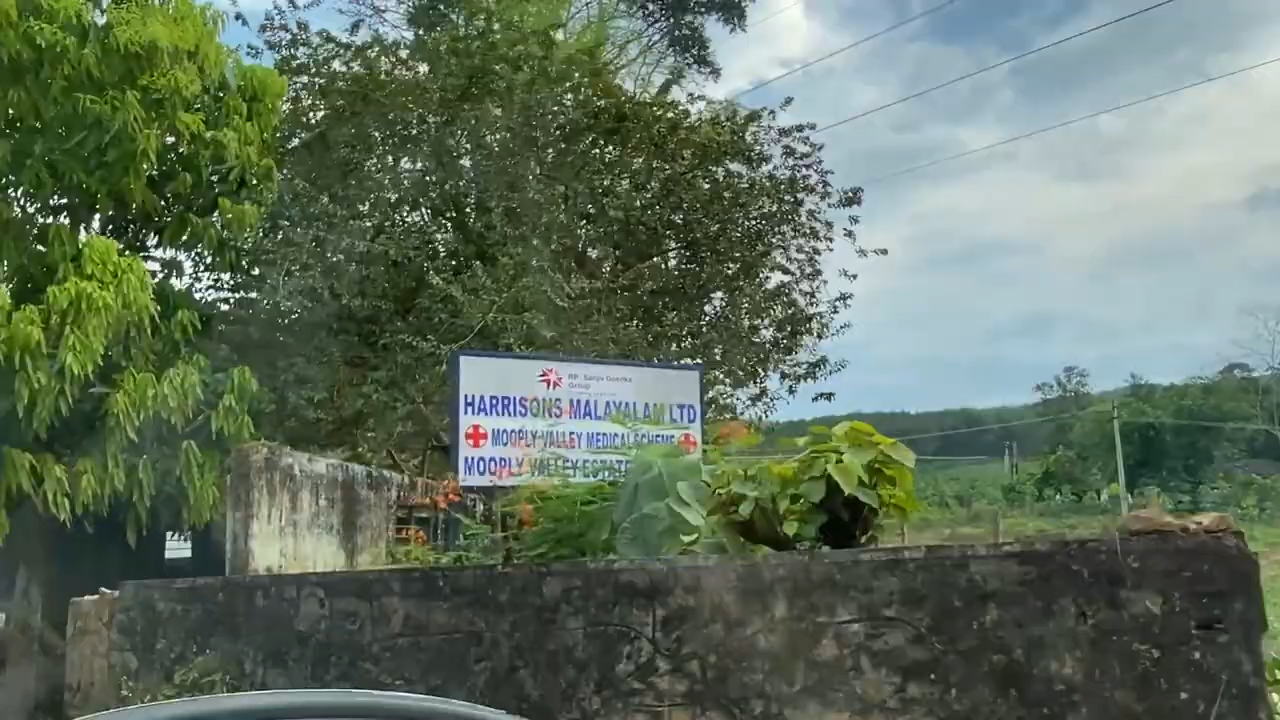 RP-Sanjiv Goenka
Group
HARRISONS MALAYALAM LTD
MOOPLY VALLEY MEDICAL SCHEME
MOOPLY VALLEY ESTATE